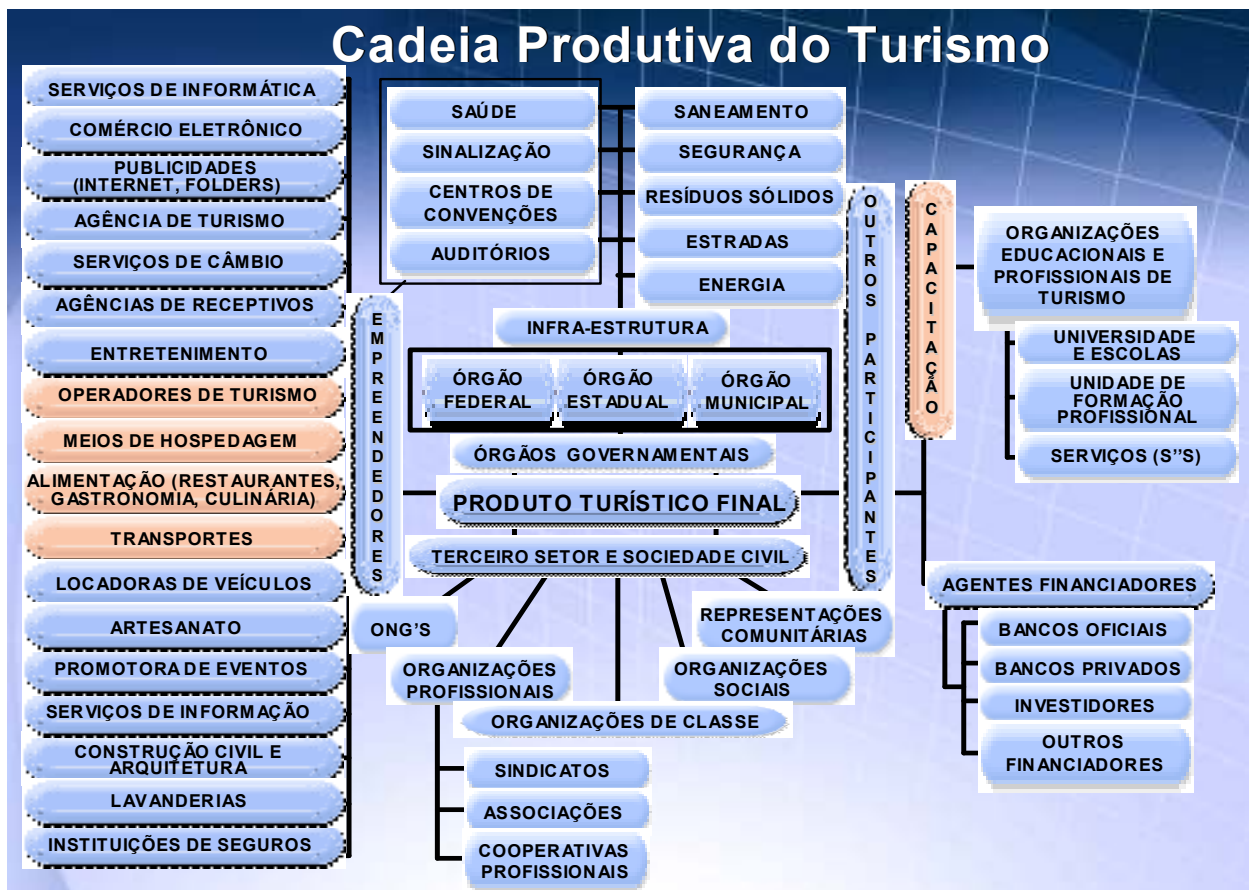 Cadeia Produtiva do Turismo
SERVIÇOS DE INFORMÁTICA
COMÉRCIO ELETRÔNICO
PUBLICIDADES
(INTERNET, FOLDERS)
AGÊNCIA DE TURISMO
SERVIÇOS DE CÂMBIO
AGÊNCIAS DE RECEPTIVOS
ENTRETENIMENTO
OPERADORES DE TURISMO
MEIOS DE HOSPEDAGEM
ALIMENTAÇÃO (RESTAURANTES,
GASTRONOMIA, CULINÁRIA)
TRANSPORTES
LOCADORAS DE VEÍCULOS
ARTESANATO
PROMOTORA DE EVENTOS
SERVIÇOS DE INFORMAÇÃO
CONSTRUÇÃO CIVIL E
ARQUITETURA
LAVANDERIAS
INSTITUIÇÕES DE SEGUROS
EMPREENDEDORES
SAÚDE
SINALIZAÇÃO
CENTROS DE
CONVENÇÕES
AUDITÓRIOS
SANEAMENTO
SEGURANÇA
RESÍDUOS SÓLIDOS
ESTRADAS
ENERGIA
INFRA-ESTRUTURA
ÓRGÃO
FEDERAL
ÓRGÃO
ESTADUAL
ÓRGÃO
MUNICIPAL
ÓRGÃOS GOVERNAMENTAIS
PRODUTO TURÍSTICO FINAL
TERCEIRO SETOR E SOCIEDADE CIVIL
ONG'S
ORGANIZAÇÕES
PROFISSIONAIS
ORGANIZAÇÕES DE CLASSE
ORGANIZAÇÕES
SOCIAIS
REPRESENTAÇÕES
COMUNITÁRIAS
SINDICATOS
ASSOCIAÇÕES
COOPERATIVAS
PROFISSIONAIS
OUTROS PARTICIPANTES
CAPACITAÇÃO
ORGANIZAÇÕES
EDUCACIONAIS E
PROFISSIONAIS DE
TURISMO
UNIVERSIDADE
E ESCOLAS
UNIDADE DE
FORMAÇÃO
PROFISSIONAL
SERVIÇOS (S"S)
AGENTES FINANCIADORES
BANCOS OFICIAIS
BANCOS PRIVADOS
INVESTIDORES
OUTROS
FINANCIADORES